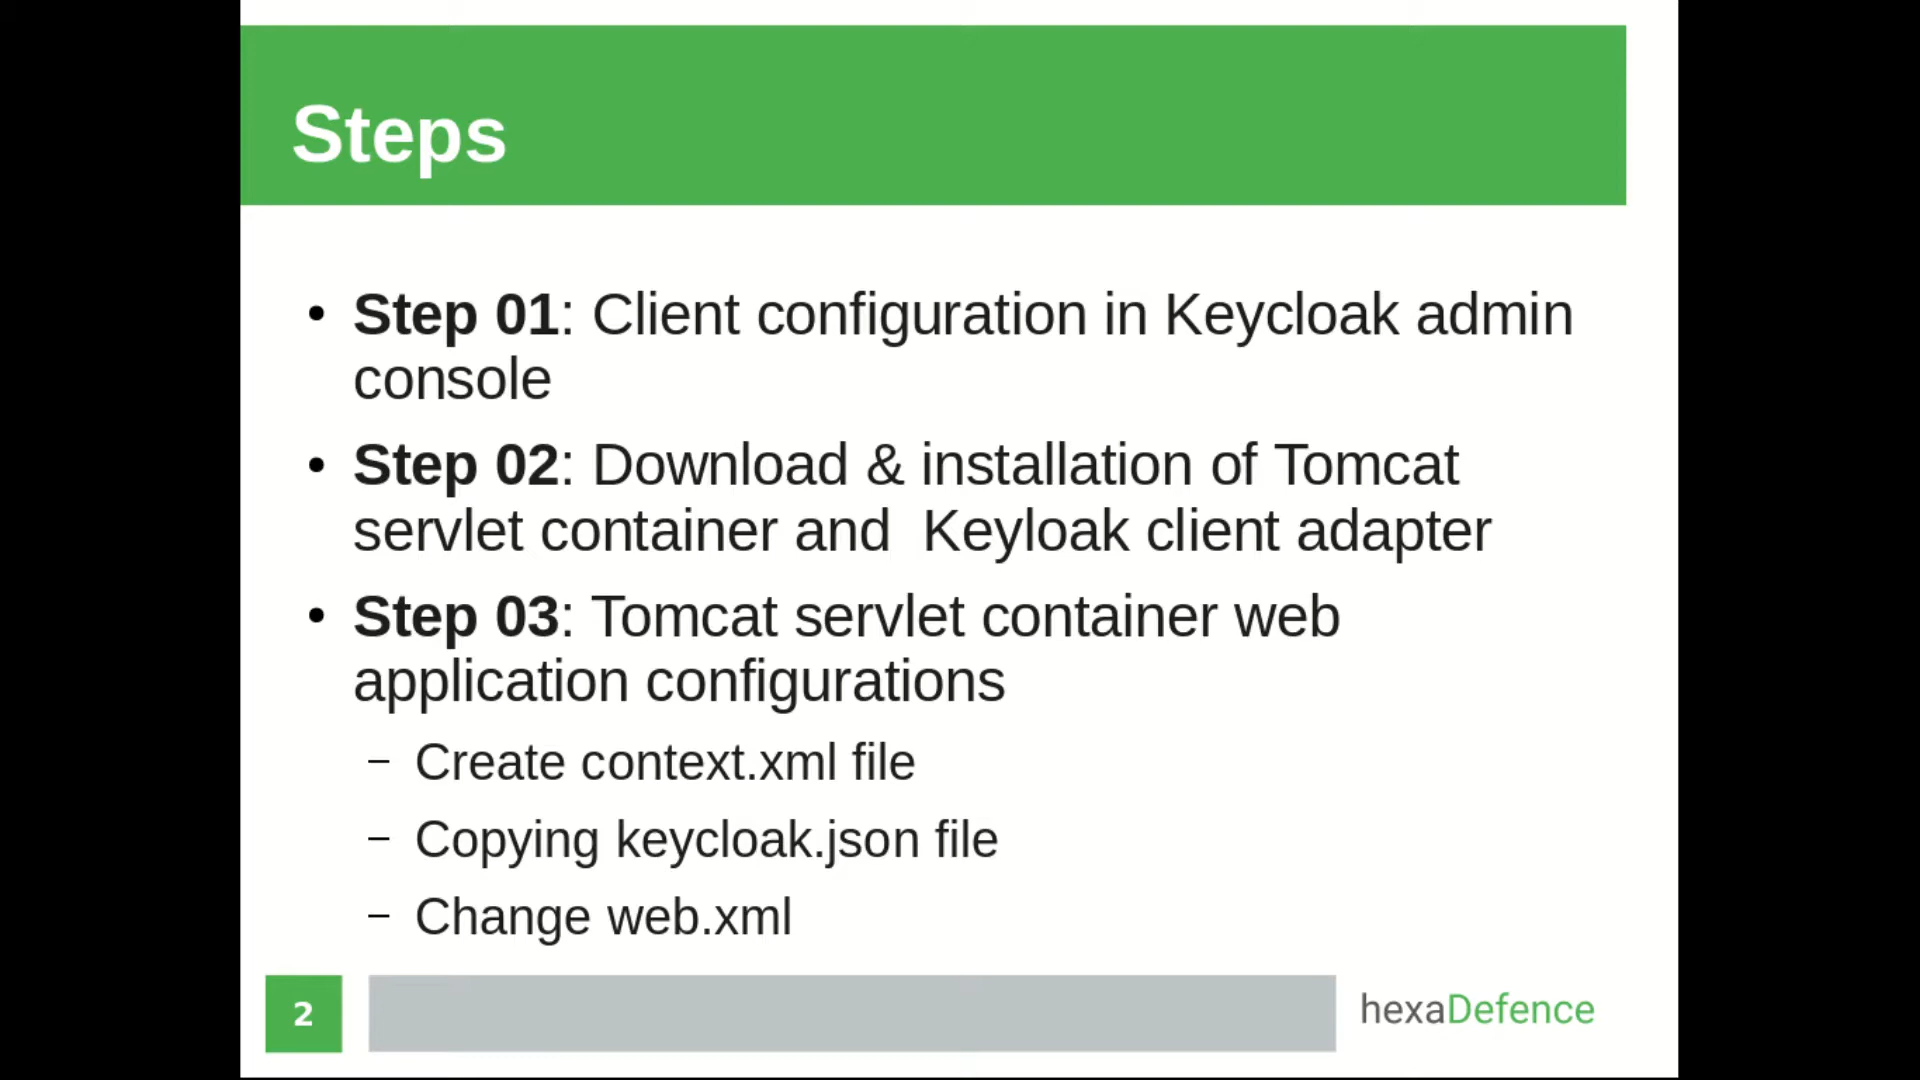 Steps
• Step 01: Client configuration in Keycloak admin
console
• Step 02: Download & installation of Tomcat
servlet container and  Keyloak client adapter
• Step 03: Tomcat servlet container web
application configurations
– Create context.xml file
– Copying keycloak.json file
– Change web.xml
2
hexaDefence